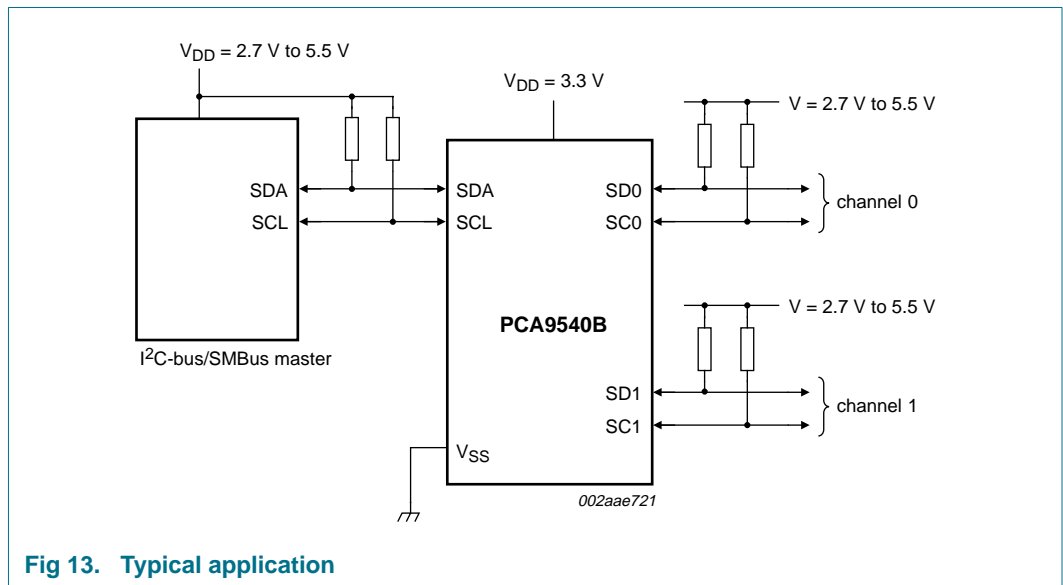 V_DD = 2.7 V to 5.5 V
V_DD = 3.3 V
V = 2.7 V to 5.5 V
SDA
SCL
SDA
SCL
SD0
SC0
channel 0
V = 2.7 V to 5.5 V
PCA9540B
I²C-bus/SMBus master
SD1
SC1
channel 1
V_SS
002aae721
Fig 13. Typical application